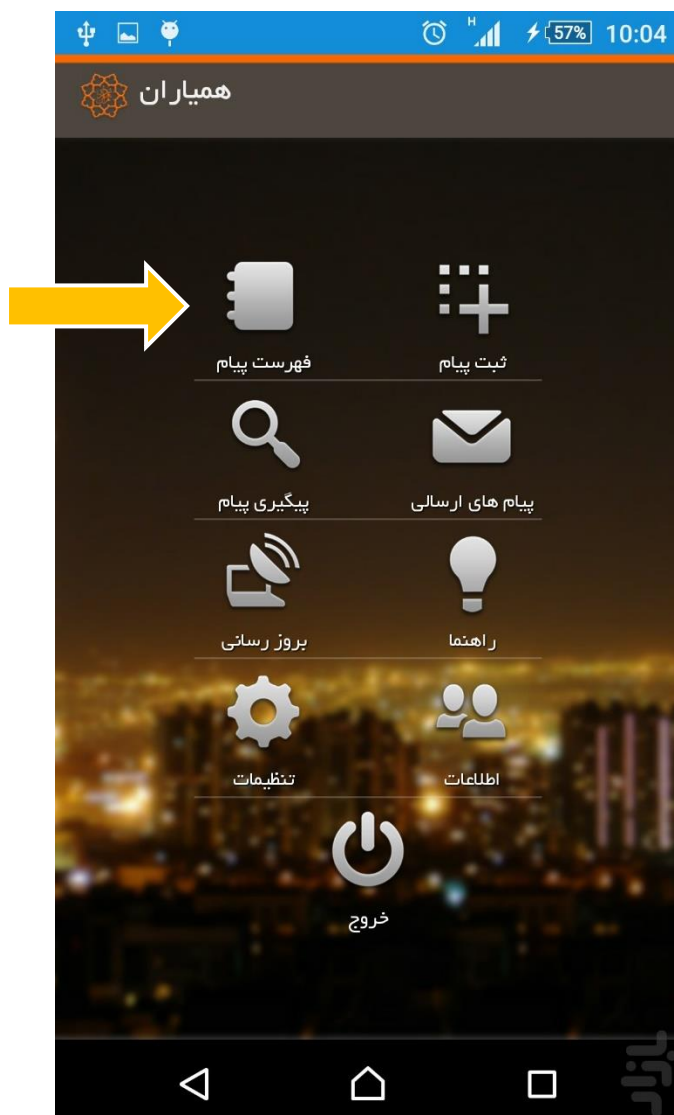 H 57% 10:04
همیاران
ثبت پیام فهرست پیام
پیام های ارسالی پیگیری پیام
راهنما بروز رسانی
اطلاعات تنظیمات
خروج
بازار